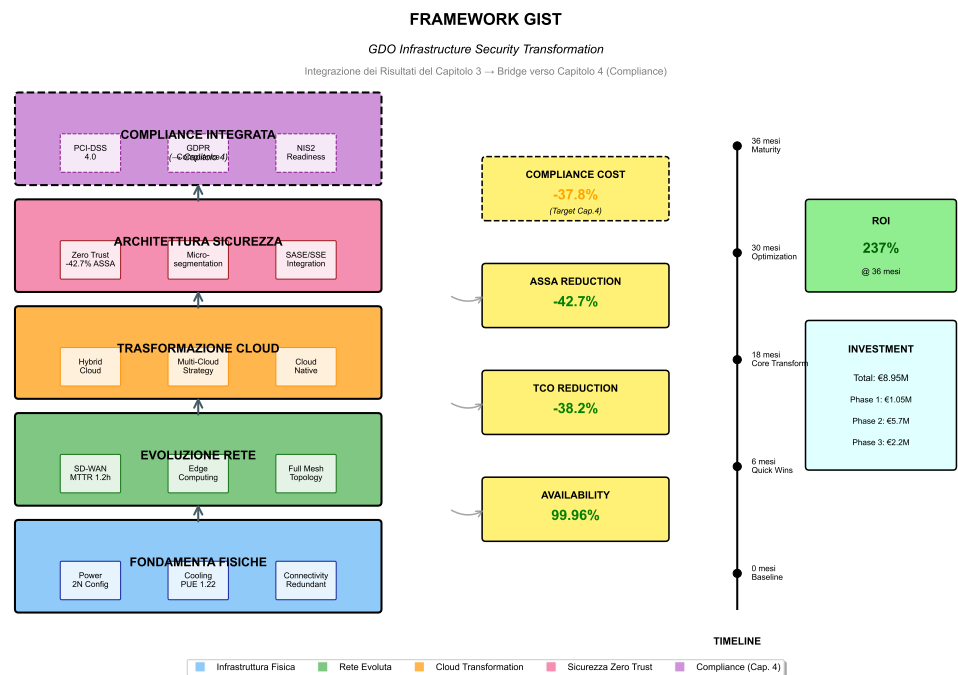 FRAMEWORK GIST
GDO Infrastructure Security Transformation
Integrazione dei Risultati del Capitolo 3 → Bridge verso Capitolo 4 (Compliance)
COMPLIANCE INTEGRATA
PCI-DSS
4.0
GDPR
Compliance
(→ Capitolo 4)
NIS2
Readiness
ARCHITETTURA SICUREZZA
Zero Trust
-42.7% ASSA
Micro-
segmentation
SASE/SSE
Integration
TRASFORMAZIONE CLOUD
Hybrid
Cloud
Multi-Cloud
Strategy
Cloud
Native
EVOLUZIONE RETE
SD-WAN
MTTR 1.2h
Edge
Computing
Full Mesh
Topology
FONDAMENTA FISICHE
Power
2N Config
Cooling
PUE 1.22
Connectivity
Redundant
COMPLIANCE COST
-37.8%
(Target Cap.4)
ASSA REDUCTION
-42.7%
TCO REDUCTION
-38.2%
AVAILABILITY
99.96%
36 mesi
Maturity
30 mesi
Optimization
18 mesi
Core Transform
6 mesi
Quick Wins
0 mesi
Baseline
TIMELINE
ROI
237%
@ 36 mesi
INVESTMENT
Total: €8.95M
Phase 1: €1.05M
Phase 2: €5.7M
Phase 3: €2.2M
Infrastruttura Fisica
Rete Evoluta
Cloud Transformation
Sicurezza Zero Trust
Compliance (Cap. 4)